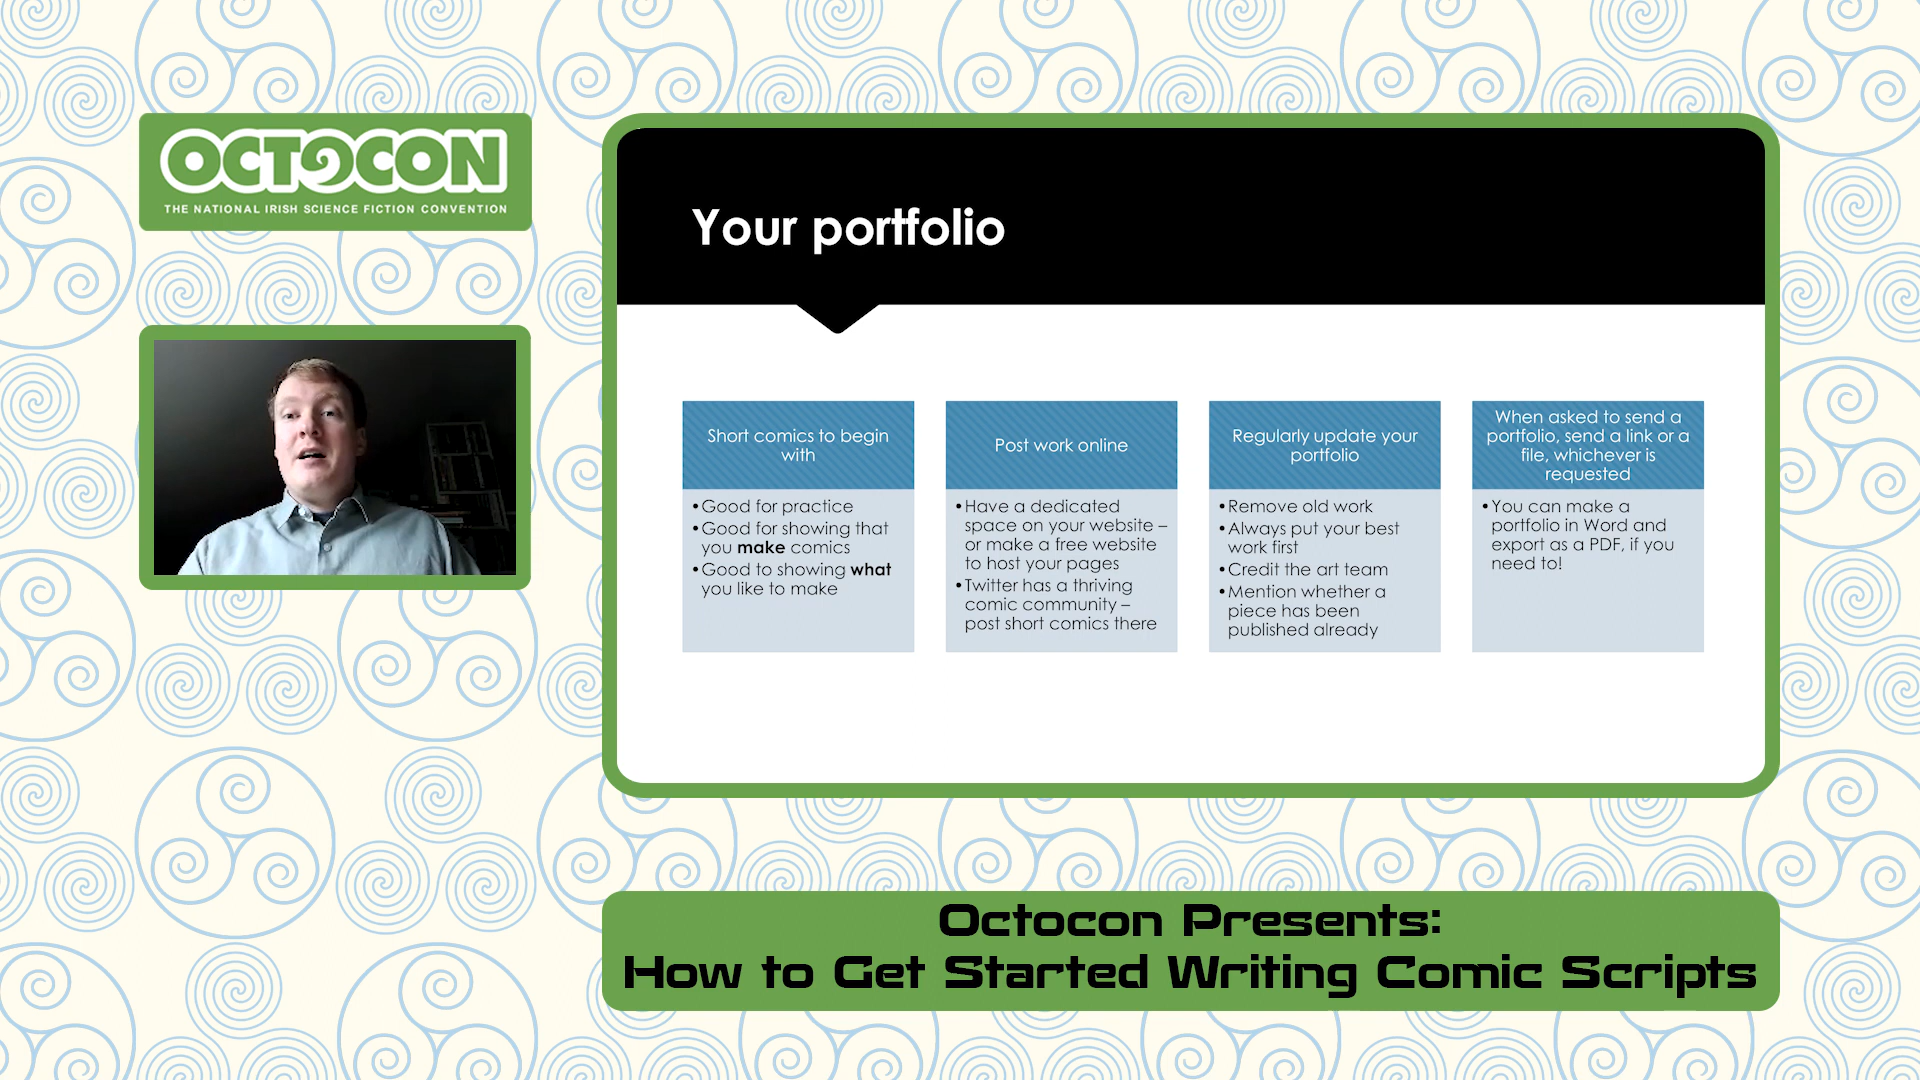 OCTOCON
THE NATIONAL IRISH SCIENCE FICTION CONVENTION
Your portfolio
Short comics to begin
with
•Good for practice
•Good for showing that
you make comics
•Good to showing what
you like to make
Post work online
•Have a dedicated
space on your website –
or make a free website
to host your pages
•Twitter has a thriving
comic community –
post short comics there
Regularly update your
portfolio
•Remove old work
•Always put your best
work first
•Credit the art team
•Mention whether a
piece has been
published already
When asked to send a
portfolio, send a link or a
file, whichever is
requested
•You can make a
portfolio in Word and
export as a PDF, if you
need to!
Octocon Presents:
How to Get Started Writing Comic Scripts